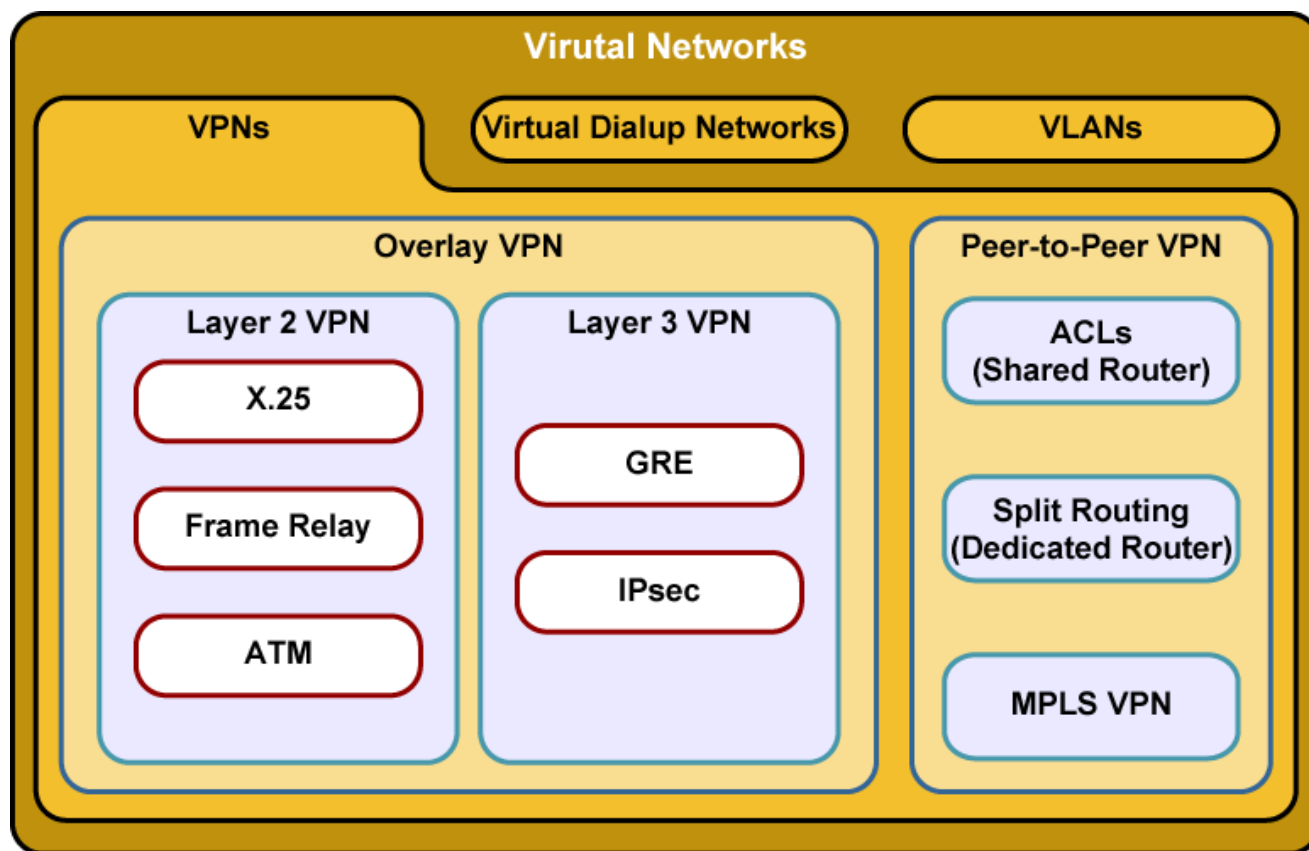 Virutal Networks
VPNs
Virtual Dialup Networks
VLANs
Overlay VPN
Layer 2 VPN
X.25
Frame Relay
ATM
Layer 3 VPN
GRE
IPsec
Peer-to-Peer VPN
ACLs
(Shared Router)
Split Routing
(Dedicated Router)
MPLS VPN